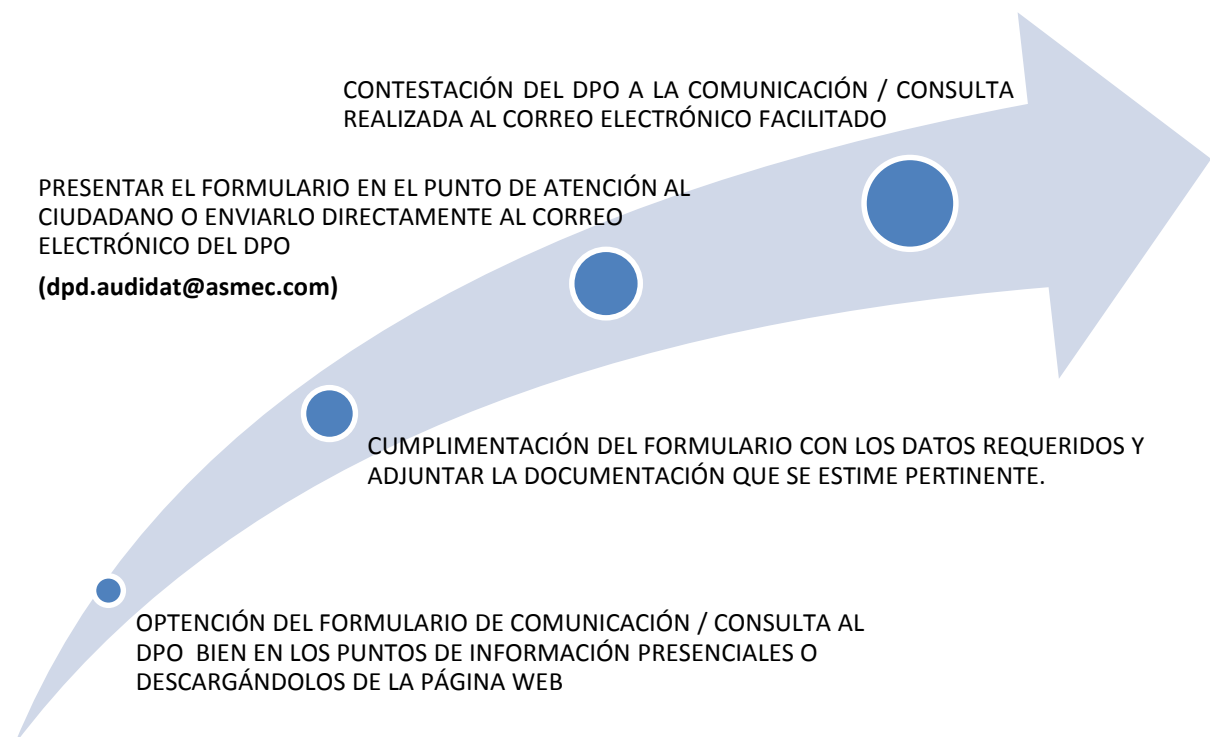 CONTESTACIÓN DEL DPO A LA COMUNICACIÓN / CONSULTA
REALIZADA AL CORREO ELECTRÓNICO FACILITADO
PRESENTAR EL FORMULARIO EN EL PUNTO DE ATENCIÓN AL
CIUDADANO O ENVIARLO DIRECTAMENTE AL CORREO
ELECTRÓNICO DEL DPO
(dpd.audidat@asmec.com)
CUMPLIMENTACIÓN DEL FORMULARIO CON LOS DATOS REQUERIDOS Y
ADJUNTAR LA DOCUMENTACIÓN QUE SE ESTIME PERTINENTE.
OPTENCIÓN DEL FORMULARIO DE COMUNICACIÓN / CONSULTA AL
DPO BIEN EN LOS PUNTOS DE INFORMACIÓN PRESENCIALES O
DESCARGÁNDOLOS DE LA PÁGINA WEB